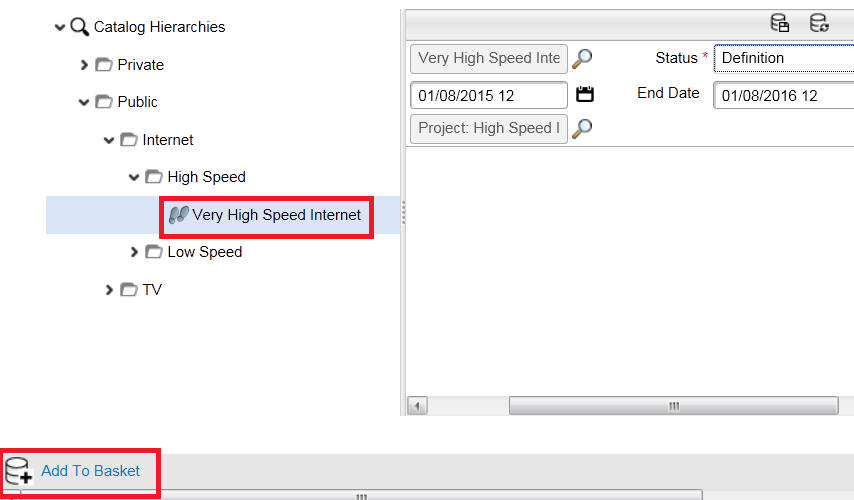 Catalog Hierarchies
Private
Public
Internet
High Speed
Very High Speed Internet
Low Speed
TV
Very High Speed Inte
Status * Definition
01/08/2015 12
End Date 01/08/2016 12
Project: High Speed I
Add To Basket